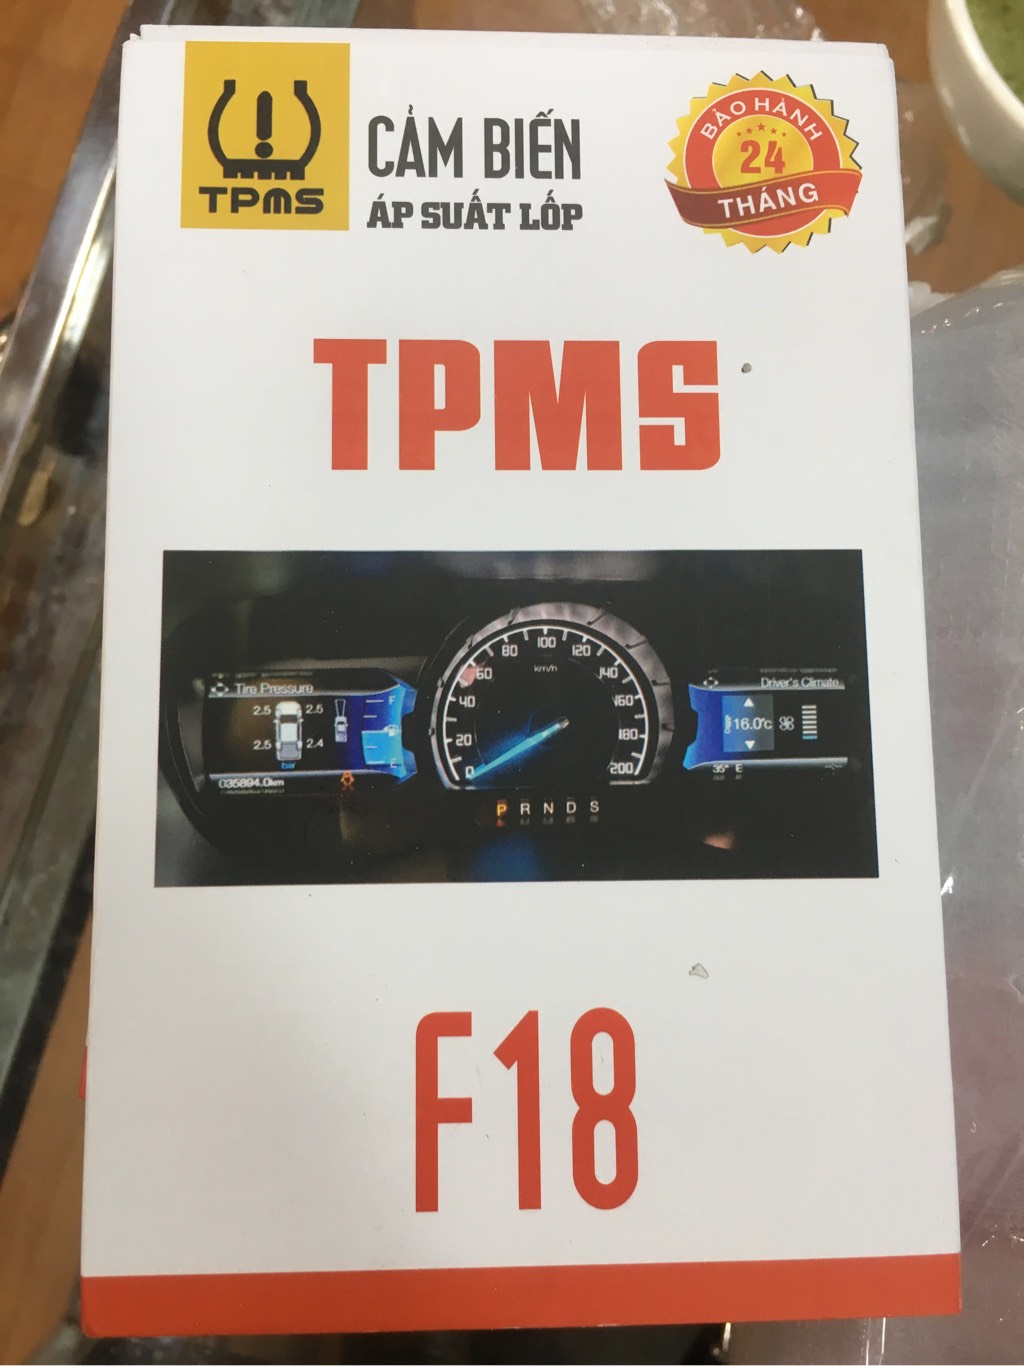 TPMS
CẢM BIẾN
ÁP SUẤT LỐP
BẢO HÀNH
24
THÁNG
TPMS
Tire Pressure
2.5 2.5
2.5 2.4
bar
035894.0km
F
E
0 20 40 60 80 100 120 140 160 180 200
km/h
P R N D S
Driver's Climate
16.0°c
35° E
F18